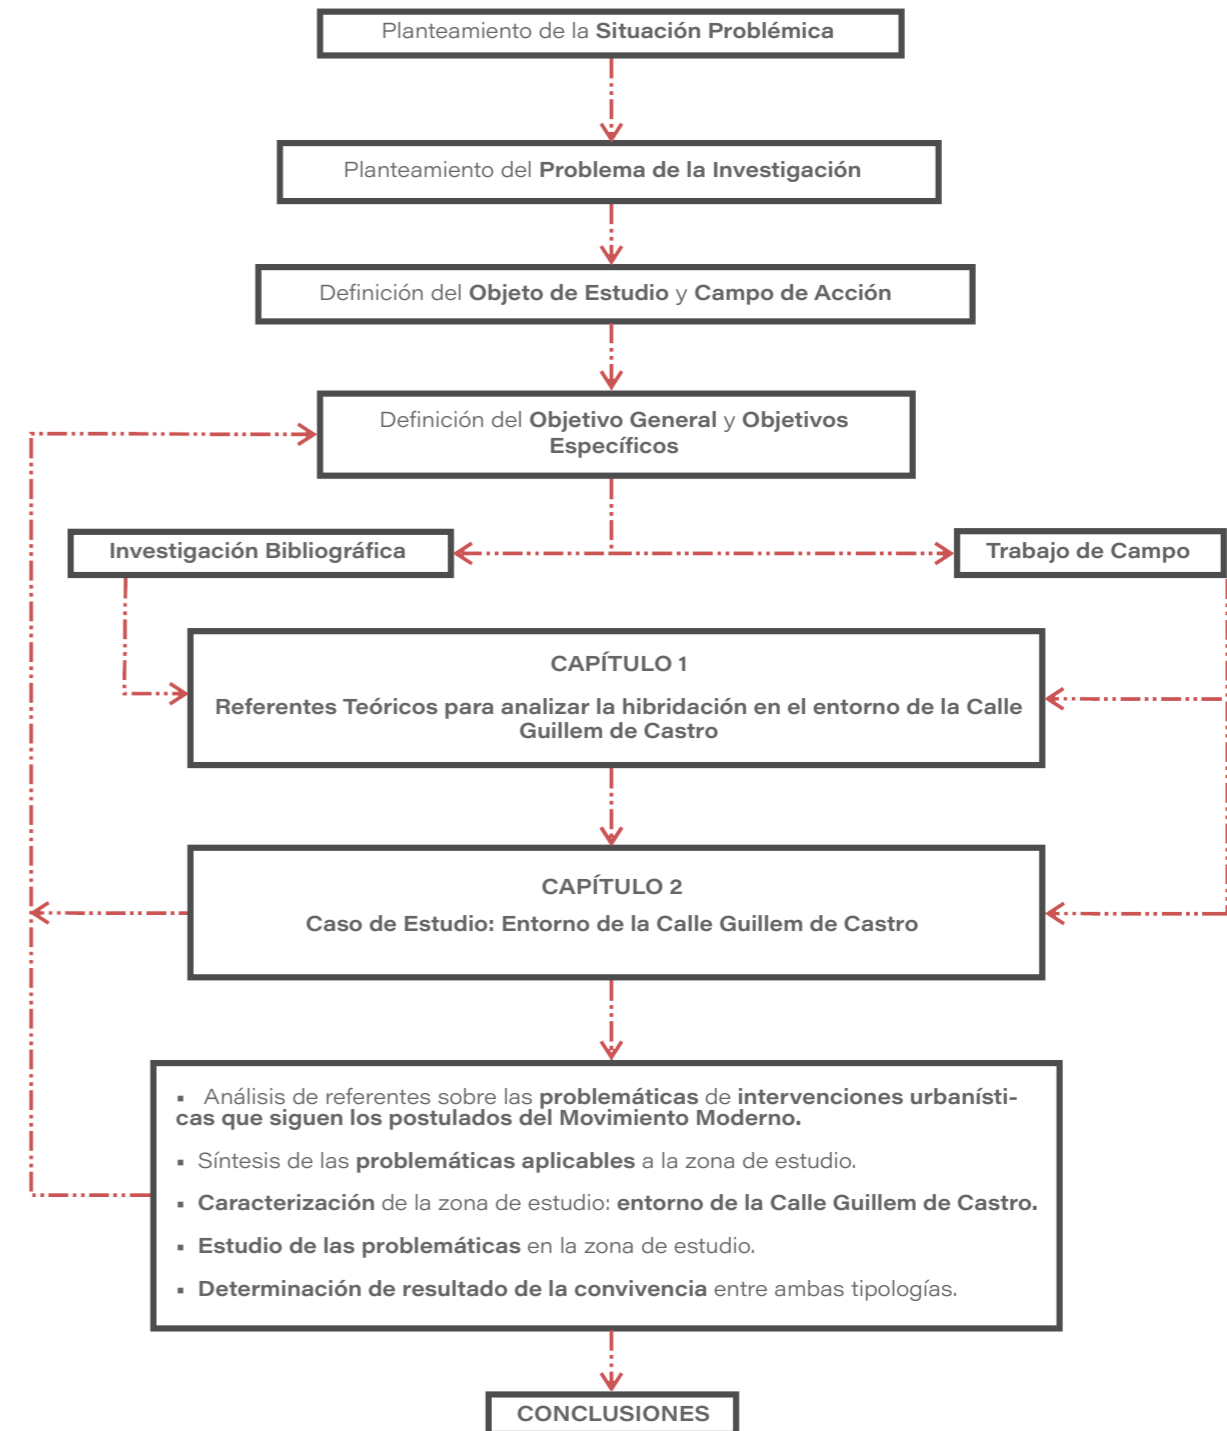 Planteamiento de la Situación Problémica
Planteamiento del Problema de la Investigación
Definición del Objeto de Estudio y Campo de Acción
Definición del Objetivo General y Objetivos
Específicos
Investigación Bibliográfica
Trabajo de Campo
CAPÍTULO 1
Referentes Teóricos para analizar la hibridación en el entorno de la Calle
Guillem de Castro
CAPÍTULO 2
Caso de Estudio: Entorno de la Calle Guillem de Castro
▪ Análisis de referentes sobre las problemáticas de intervenciones urbanísti-
cas que siguen los postulados del Movimiento Moderno.
▪ Síntesis de las problemáticas aplicables a la zona de estudio.
▪ Caracterización de la zona de estudio: entorno de la Calle Guillem de Castro.
▪ Estudio de las problemáticas en la zona de estudio.
▪ Determinación de resultado de la convivencia entre ambas tipologías.
CONCLUSIONES